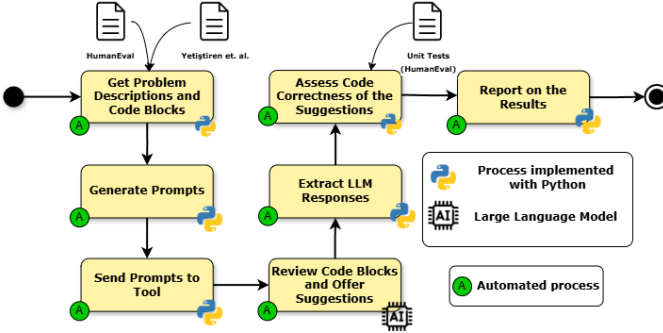 HumanEval
Yetiştiren et. al.
Unit Tests
(HumanEval)
Get Problem
Descriptions and
Code Blocks
A
Assess Code
Correctness of the
Suggestions
A
Report on the
Results
A
Generate Prompts
A
Extract LLM
Responses
A
Process implemented
with Python
AI
Large Language Model
Send Prompts to
Tool
A
Review Code Blocks
and Offer
Suggestions
A
AI
A
Automated process